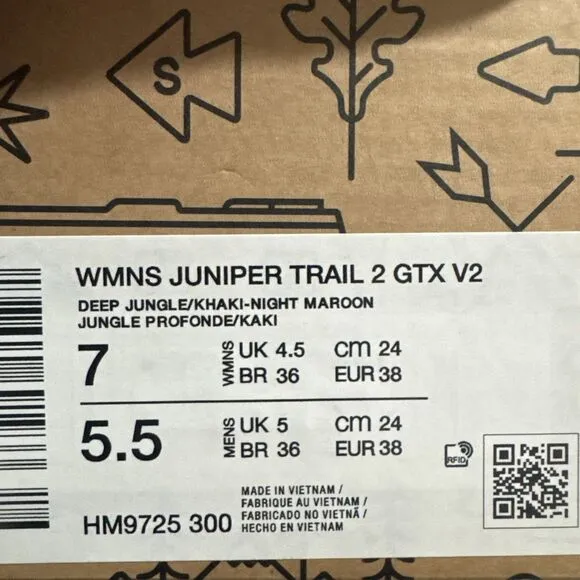 S
WMNS JUNIPER TRAIL 2 GTX V2
DEEP JUNGLE/KHAKI-NIGHT MAROON
JUNGLE PROFONDE/KAKI
7 WMNS UK 4.5 cm 24
BR 36 EUR 38
5.5 MENS UK 5 cm 24
BR 36 EUR 38
RFID
HM9725 300
MADE IN VIETNAM /
FABRIQUE AU VIETNAM /
FABRICADO NO VIETNÃ /
HECHO EN VIETNAM